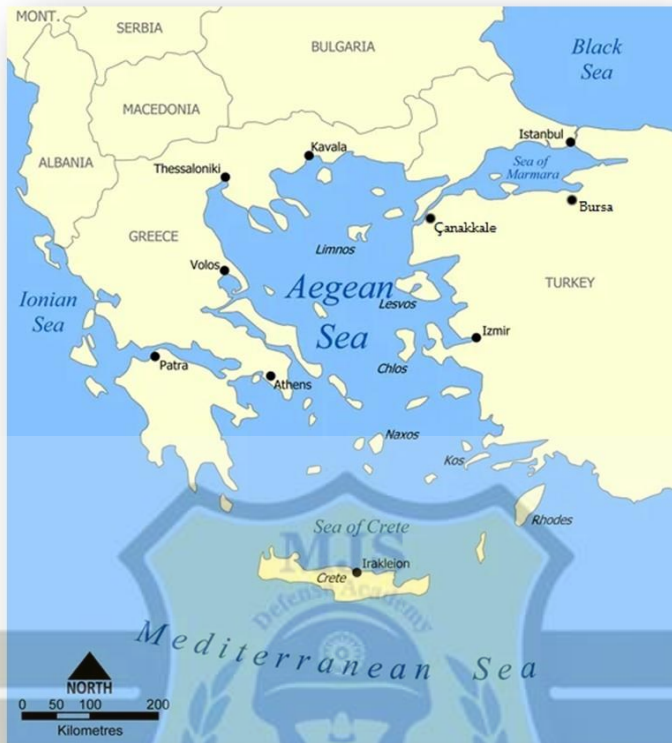 MONT.
SERBIA
BULGARIA
Black
Sea
MACEDONIA
ALBANIA
Istanbul
Kavala
Sea of
Marmara
Thessaloniki
Bursa
Çanakkale
GREECE
Limnos
Volos
TURKEY
Aegean
Sea
Ionian
Sea
Lesvos
Izmir
Patra
Chlos
Athens
Naxos
Kos
Rhodes
Sea of Crete
MJS
Defense Academy
Irakleion
Crete
Mediterranean Sea
NORTH
0 50 100 200
Kilometres